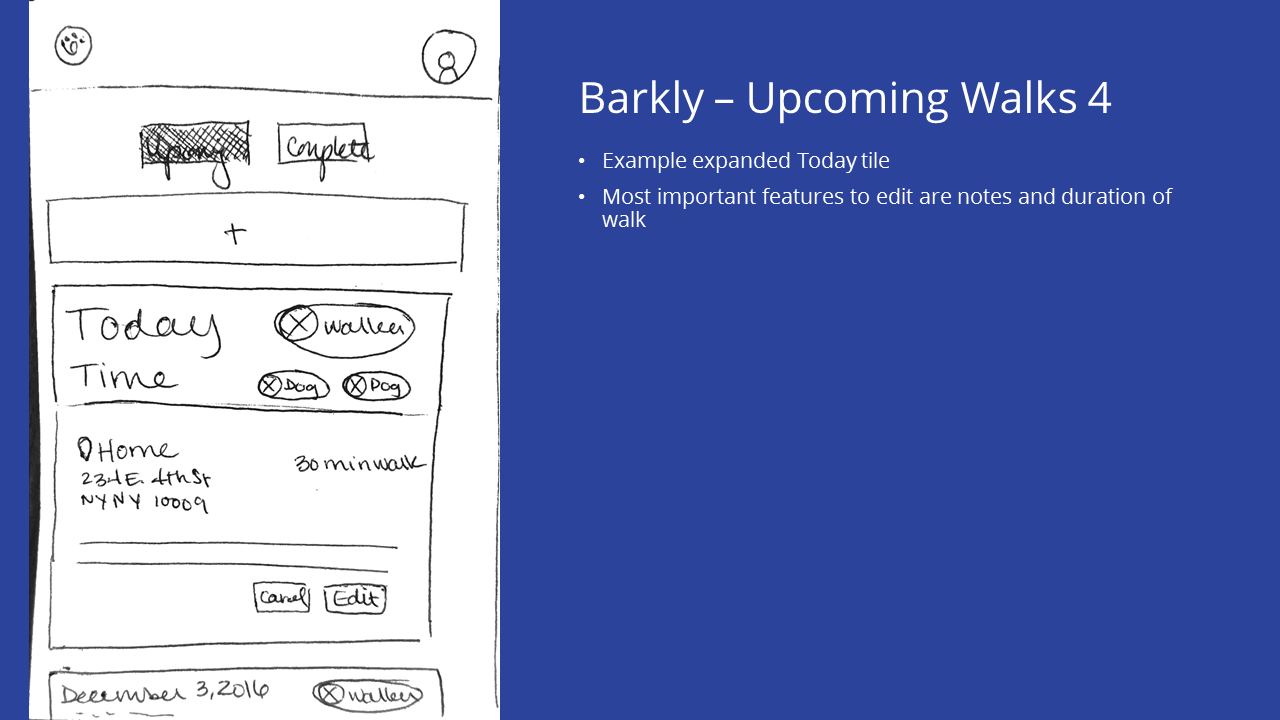 Upcoming Complete
+
Today Walker
Time Dog Dog
Home
234 E. 4th St 30 min walk
NY NY 10009
Cancel Edit
December 3, 2016 Walker
Barkly – Upcoming Walks 4
• Example expanded Today tile
• Most important features to edit are notes and duration of
walk